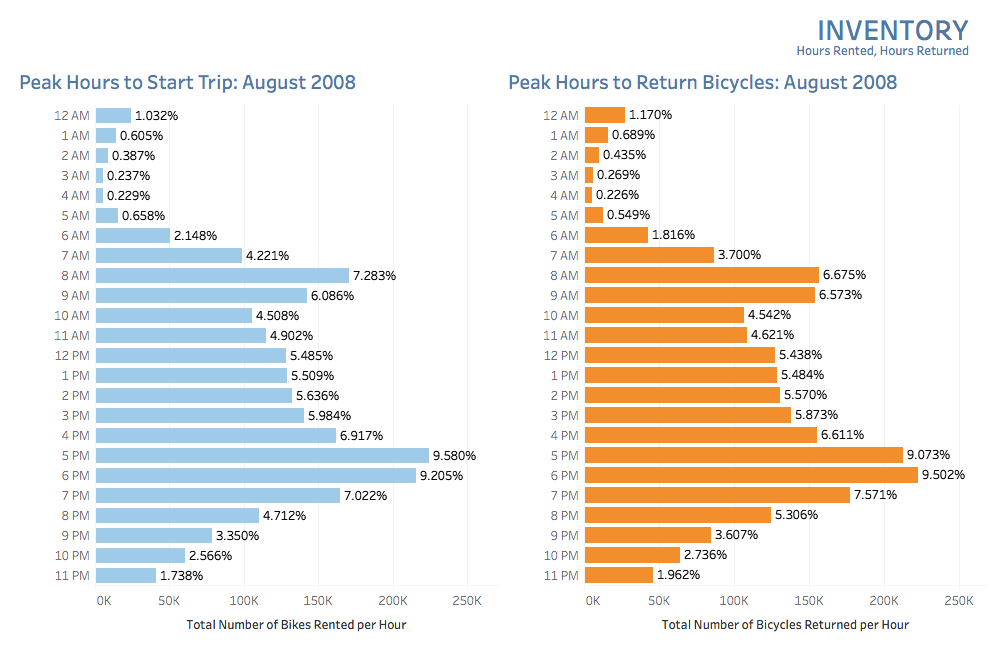 INVENTORY
Hours Rented, Hours Returned
Peak Hours to Start Trip: August 2008
12 AM 1.032%
1 AM 0.605%
2 AM 0.387%
3 AM 0.237%
4 AM 0.229%
5 AM 0.658%
6 AM 2.148%
7 AM 4.221%
8 AM 7.283%
9 AM 6.086%
10 AM 4.508%
11 AM 4.902%
12 PM 5.485%
1 PM 5.509%
2 PM 5.636%
3 PM 5.984%
4 PM 6.917%
5 PM 9.580%
6 PM 9.205%
7 PM 7.022%
8 PM 4.712%
9 PM 3.350%
10 PM 2.566%
11 PM 1.738%
0K 50K 100K 150K 200K 250K
Total Number of Bikes Rented per Hour
Peak Hours to Return Bicycles: August 2008
12 AM 1.170%
1 AM 0.689%
2 AM 0.435%
3 AM 0.269%
4 AM 0.226%
5 AM 0.549%
6 AM 1.816%
7 AM 3.700%
8 AM 6.675%
9 AM 6.573%
10 AM 4.542%
11 AM 4.621%
12 PM 5.438%
1 PM 5.484%
2 PM 5.570%
3 PM 5.873%
4 PM 6.611%
5 PM 9.073%
6 PM 9.502%
7 PM 7.571%
8 PM 5.306%
9 PM 3.607%
10 PM 2.736%
11 PM 1.962%
0K 50K 100K 150K 200K 250K
Total Number of Bicycles Returned per Hour